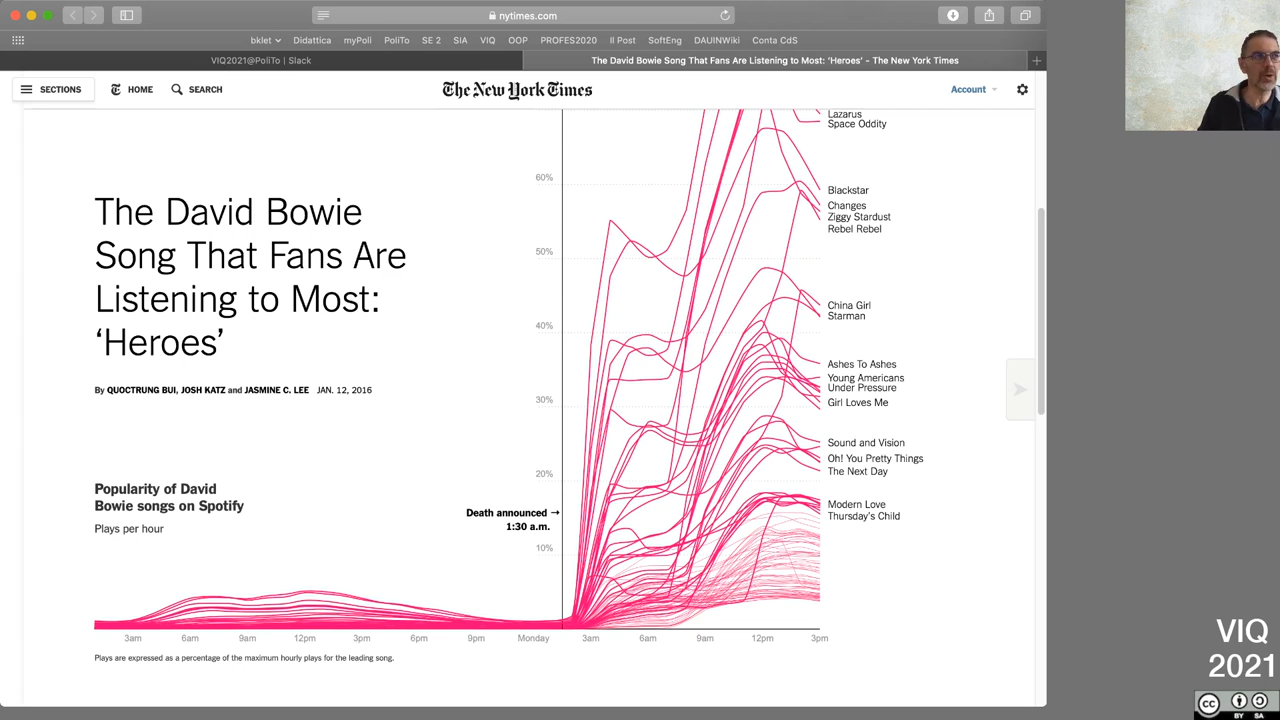 nytimes.com
bklet
Didattica
myPoli
PoliTo
SE 2
SIA
VIQ
OOP
PROFES2020
Il Post
SoftEng
DAUINWiki
Conta CdS
VIQ2021@PoliTo | Slack
The David Bowie Song That Fans Are Listening to Most: ‘Heroes’ - The New York Times
SECTIONS
HOME
SEARCH
The New York Times
Account
The David Bowie
Song That Fans Are
Listening to Most:
‘Heroes’
By QUOCTRUNG BUI, JOSH KATZ and JASMINE C. LEE JAN. 12, 2016
Popularity of David
Bowie songs on Spotify
Plays per hour
Death announced →
1:30 a.m.
60%
50%
40%
30%
20%
10%
Lazarus
Space Oddity
Blackstar
Changes
Ziggy Stardust
Rebel Rebel
China Girl
Starman
Ashes To Ashes
Young Americans
Under Pressure
Girl Loves Me
Sound and Vision
Oh! You Pretty Things
The Next Day
Modern Love
Thursday's Child
3am
6am
9am
12pm
3pm
6pm
9pm
Monday
3am
6am
9am
12pm
3pm
Plays are expressed as a percentage of the maximum hourly plays for the leading song.
VIQ
2021
CC
BY
SA